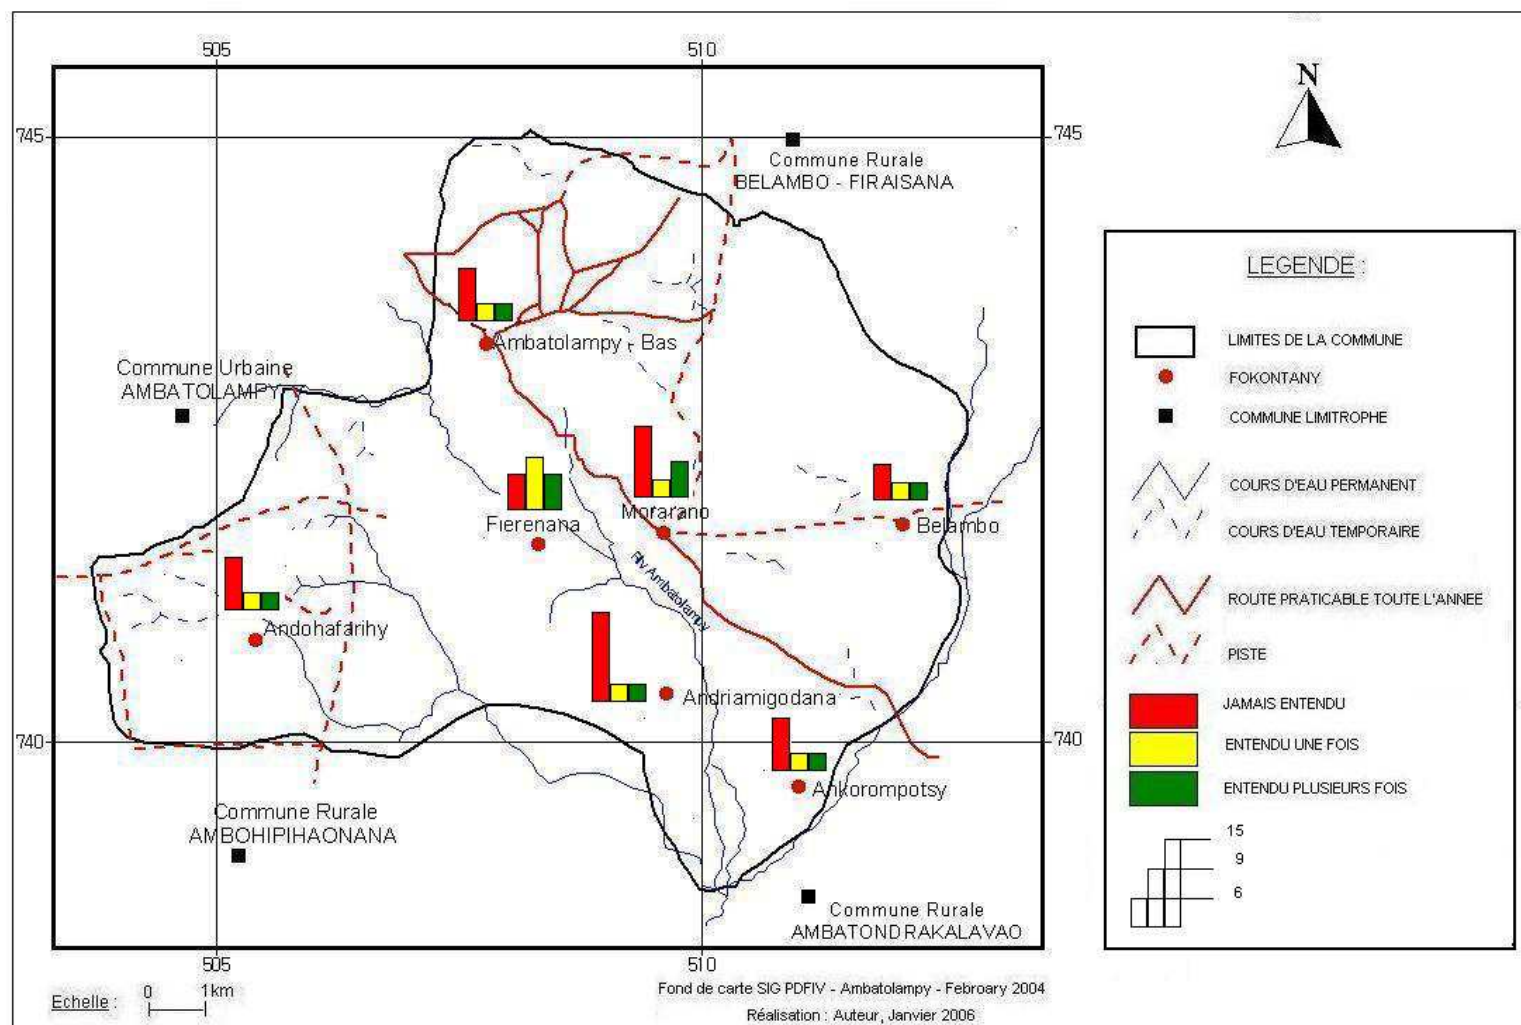 505
510
745
745
N
Commune Rurale
BELAMBO - FIRAISANA
Ambatolampy - Bas
Commune Urbaine
AMBATOLAMPY
Fierenana
Morarano
Belambo
Riv Ambatolampy
Andohafarihy
Andriamigodana
740
740
Ankorompotsy
Commune Rurale
AMBOHIPIHAONANA
Commune Rurale
AMBATONDRAKALAVAO
505
510
Echelle :
0
1km
Fond de carte SIG PDFIV - Ambatolampy - Febroary 2004
Réalisation : Auteur, Janvier 2006
LEGENDE :
LIMITES DE LA COMMUNE
FOKONTANY
COMMUNE LIMITROPHE
COURS D'EAU PERMANENT
COURS D'EAU TEMPORAIRE
ROUTE PRATICABLE TOUTE L'ANNEE
PISTE
JAMAIS ENTENDU
ENTENDU UNE FOIS
ENTENDU PLUSIEURS FOIS
15
9
6